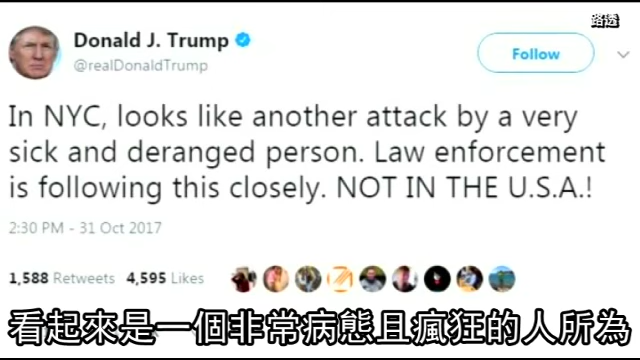 路透
Donald J. Trump
@realDonaldTrump
Follow
In NYC, looks like another attack by a very
sick and deranged person. Law enforcement
is following this closely. NOT IN THE U.S.A.!
2:30 PM - 31 Oct 2017
1,588 Retweets 4,595 Likes
看起來是一個非常病態且瘋狂的人所為